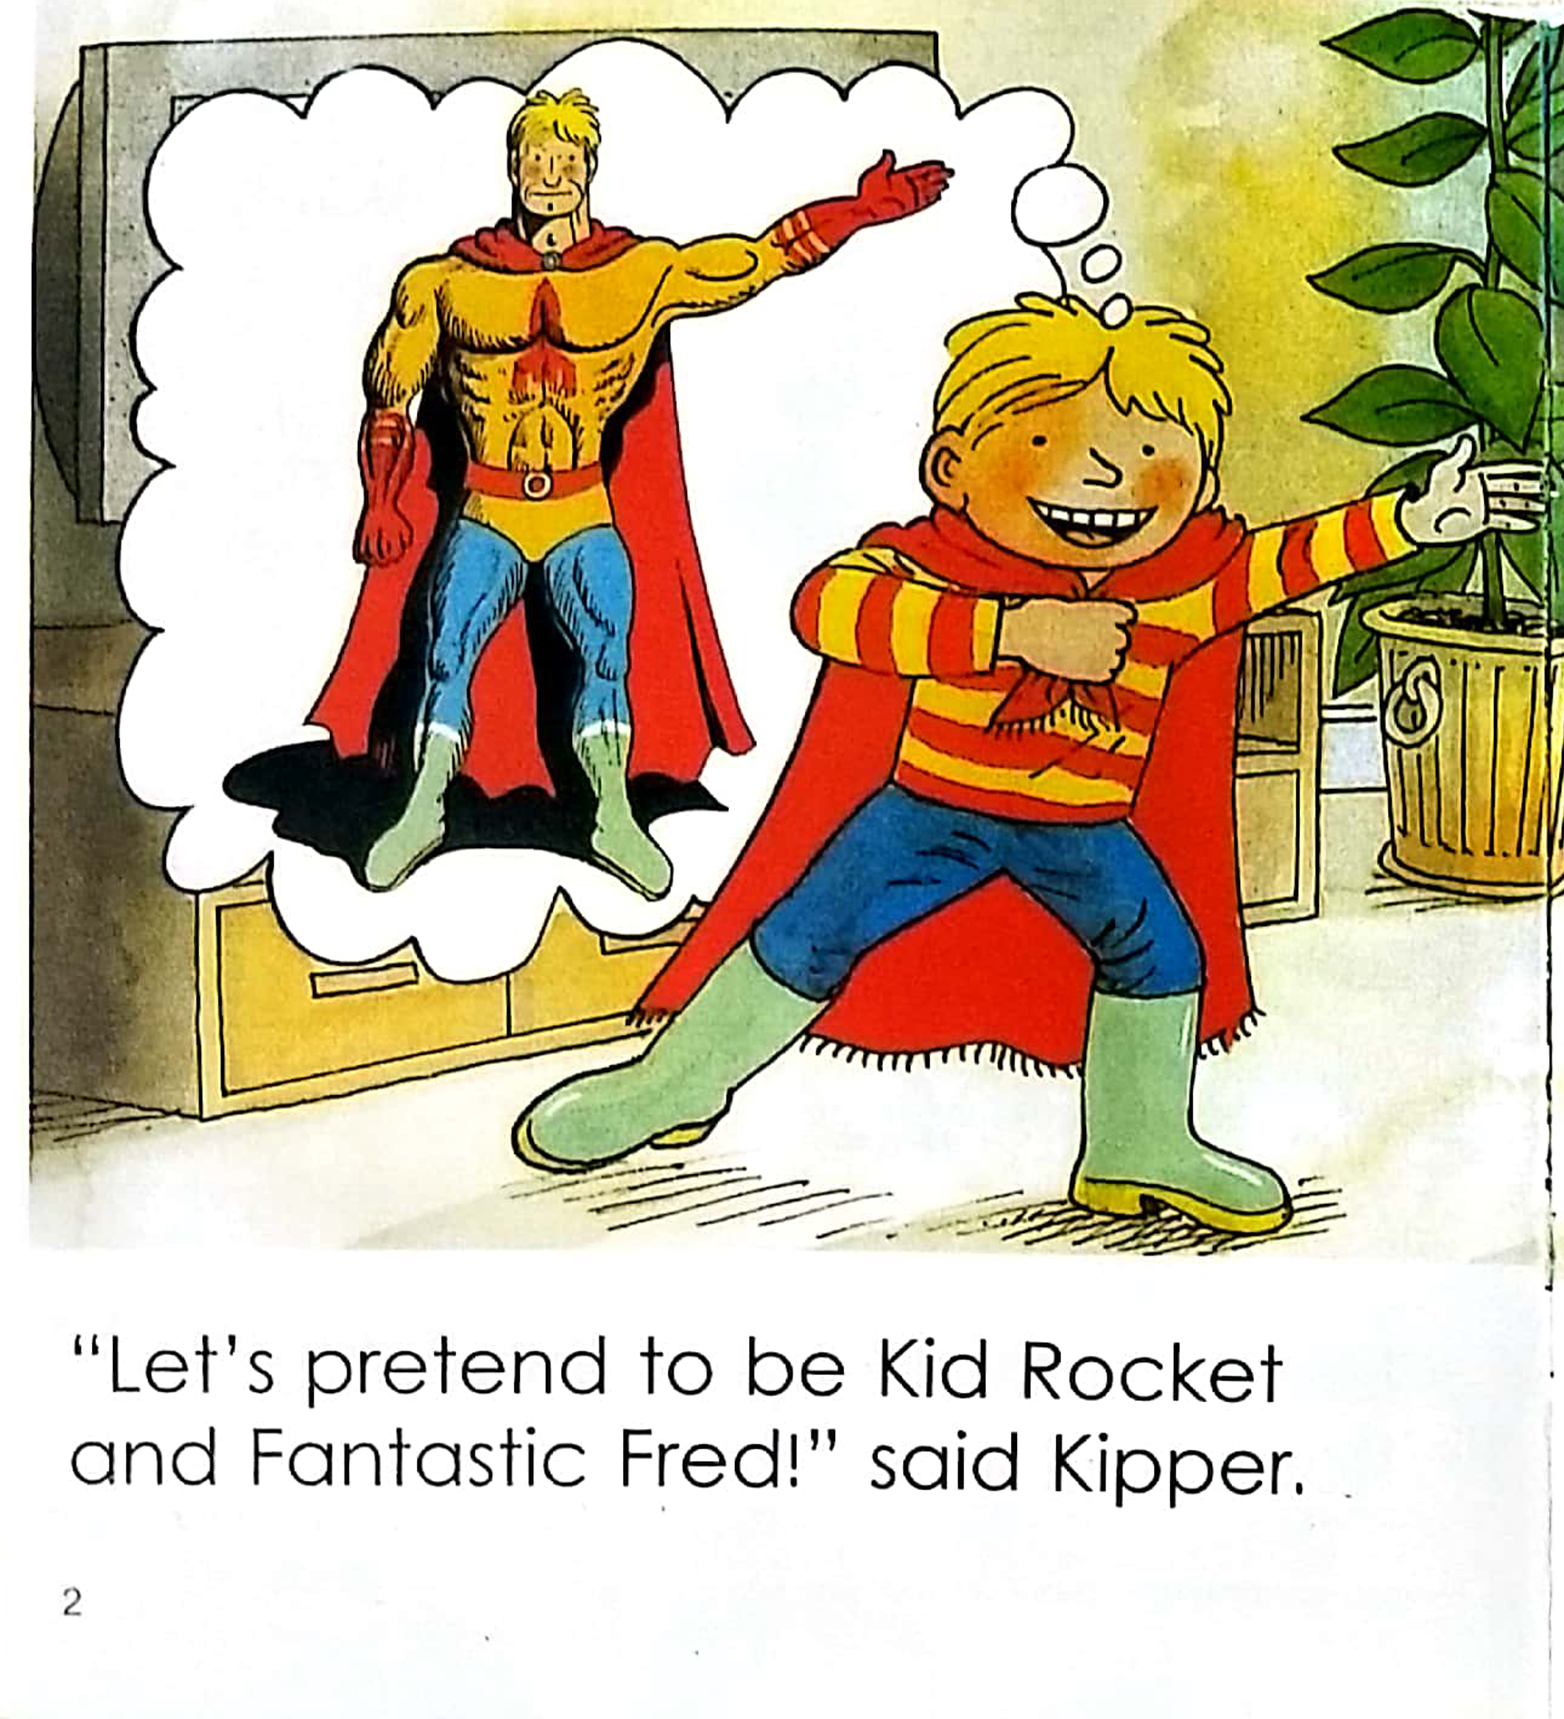 “Let’s pretend to be Kid Rocket
and Fantastic Fred!” said Kipper.
2